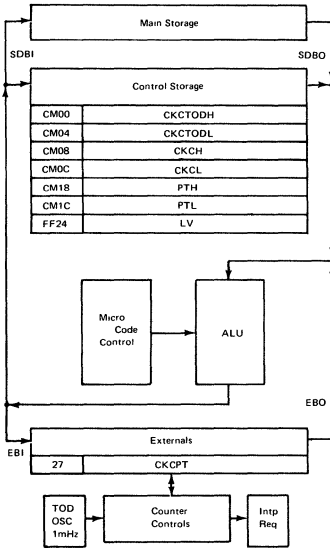 Main Storage
SDBI
SDBO
Control Storage
CM00 CKCTODH
CM04 CKCTODL
CM08 CKCH
CM0C CKCL
CM18 PTH
CM1C PTL
FF24 LV
Micro
Code
Control
ALU
EBO
Externals
EBI
27 CKCPT
TOD
OSC
1mHz
Counter
Controls
Intp
Req